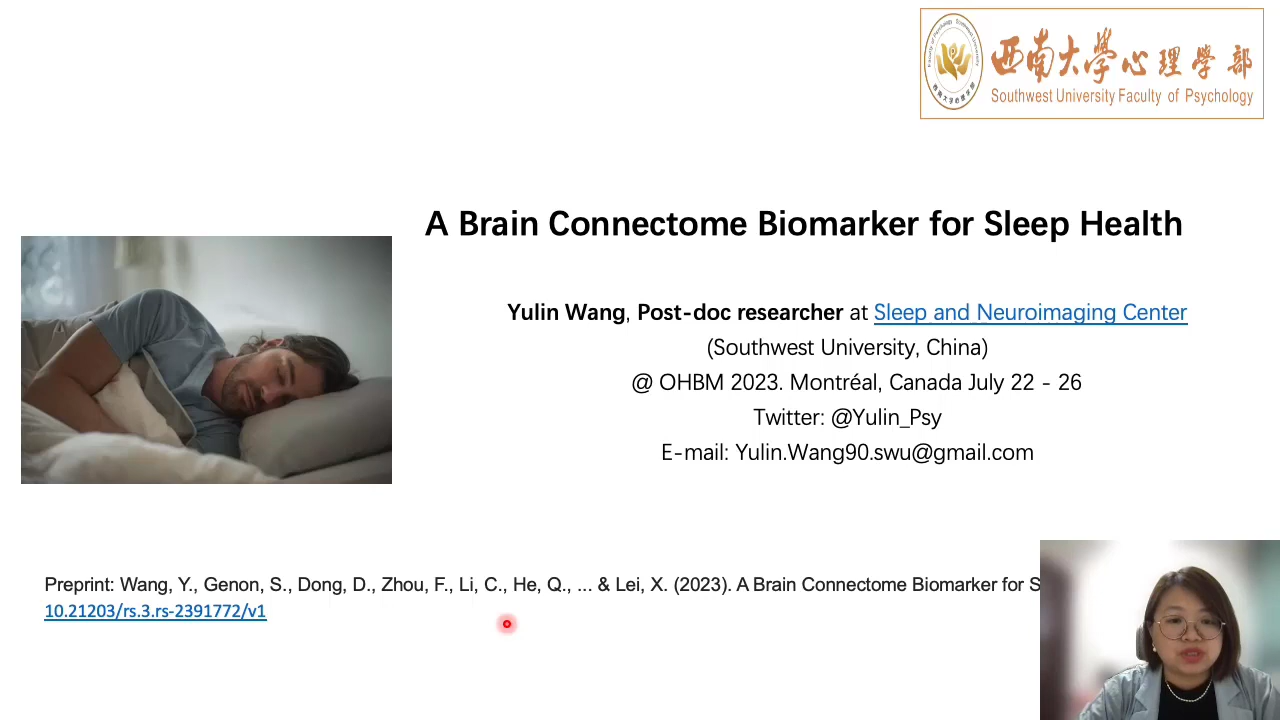 西南大學心理學部
Southwest University Faculty of Psychology
A Brain Connectome Biomarker for Sleep Health
Yulin Wang, Post-doc researcher at Sleep and Neuroimaging Center
(Southwest University, China)
@ OHBM 2023. Montréal, Canada July 22 - 26
Twitter: @Yulin_Psy
E-mail: Yulin.Wang90.swu@gmail.com
Preprint: Wang, Y., Genon, S., Dong, D., Zhou, F., Li, C., He, Q., ... & Lei, X. (2023). A Brain Connectome Biomarker for S
10.21203/rs.3.rs-2391772/v1